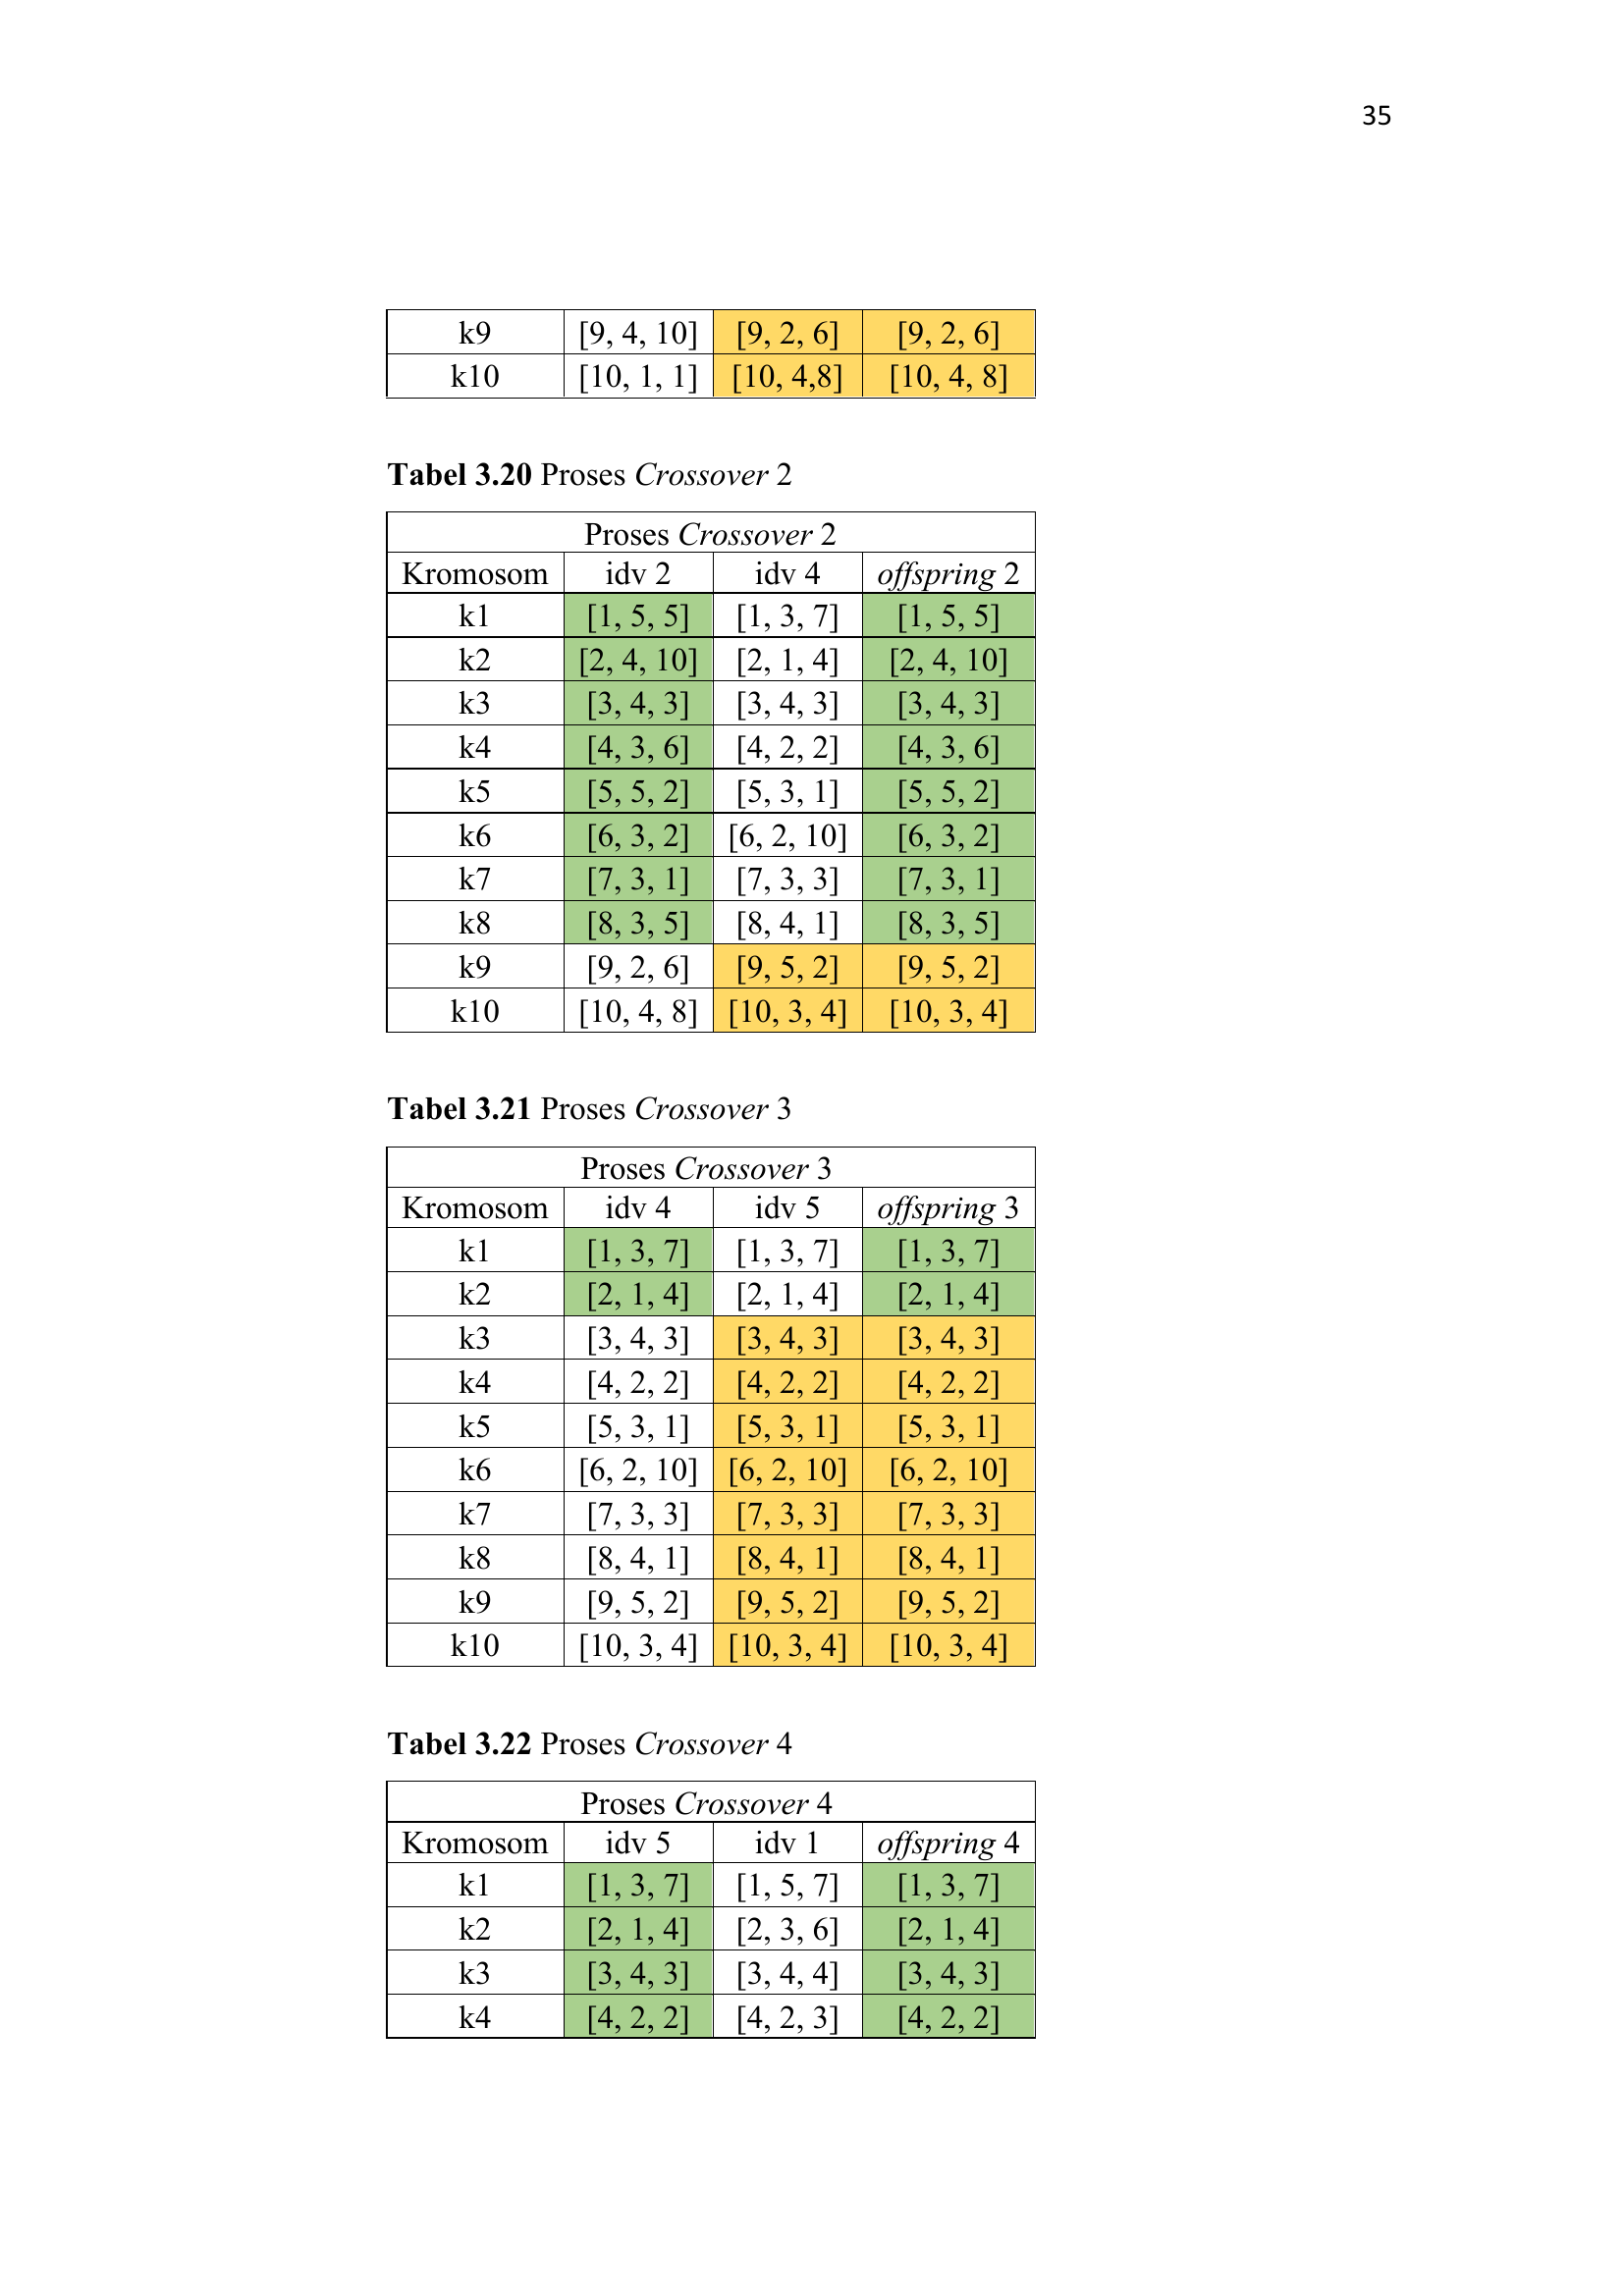 35
k9 [9, 4, 10] [9, 2, 6] [9, 2, 6]
k10 [10, 1, 1] [10, 4,8] [10, 4, 8]
Tabel 3.20 Proses Crossover 2
Proses Crossover 2
Kromosom idv 2 idv 4 offspring 2
k1 [1, 5, 5] [1, 3, 7] [1, 5, 5]
k2 [2, 4, 10] [2, 1, 4] [2, 4, 10]
k3 [3, 4, 3] [3, 4, 3] [3, 4, 3]
k4 [4, 3, 6] [4, 2, 2] [4, 3, 6]
k5 [5, 5, 2] [5, 3, 1] [5, 5, 2]
k6 [6, 3, 2] [6, 2, 10] [6, 3, 2]
k7 [7, 3, 1] [7, 3, 3] [7, 3, 1]
k8 [8, 3, 5] [8, 4, 1] [8, 3, 5]
k9 [9, 2, 6] [9, 5, 2] [9, 5, 2]
k10 [10, 4, 8] [10, 3, 4] [10, 3, 4]
Tabel 3.21 Proses Crossover 3
Proses Crossover 3
Kromosom idv 4 idv 5 offspring 3
k1 [1, 3, 7] [1, 3, 7] [1, 3, 7]
k2 [2, 1, 4] [2, 1, 4] [2, 1, 4]
k3 [3, 4, 3] [3, 4, 3] [3, 4, 3]
k4 [4, 2, 2] [4, 2, 2] [4, 2, 2]
k5 [5, 3, 1] [5, 3, 1] [5, 3, 1]
k6 [6, 2, 10] [6, 2, 10] [6, 2, 10]
k7 [7, 3, 3] [7, 3, 3] [7, 3, 3]
k8 [8, 4, 1] [8, 4, 1] [8, 4, 1]
k9 [9, 5, 2] [9, 5, 2] [9, 5, 2]
k10 [10, 3, 4] [10, 3, 4] [10, 3, 4]
Tabel 3.22 Proses Crossover 4
Proses Crossover 4
Kromosom idv 5 idv 1 offspring 4
k1 [1, 3, 7] [1, 5, 7] [1, 3, 7]
k2 [2, 1, 4] [2, 3, 6] [2, 1, 4]
k3 [3, 4, 3] [3, 4, 4] [3, 4, 3]
k4 [4, 2, 2] [4, 2, 3] [4, 2, 2]